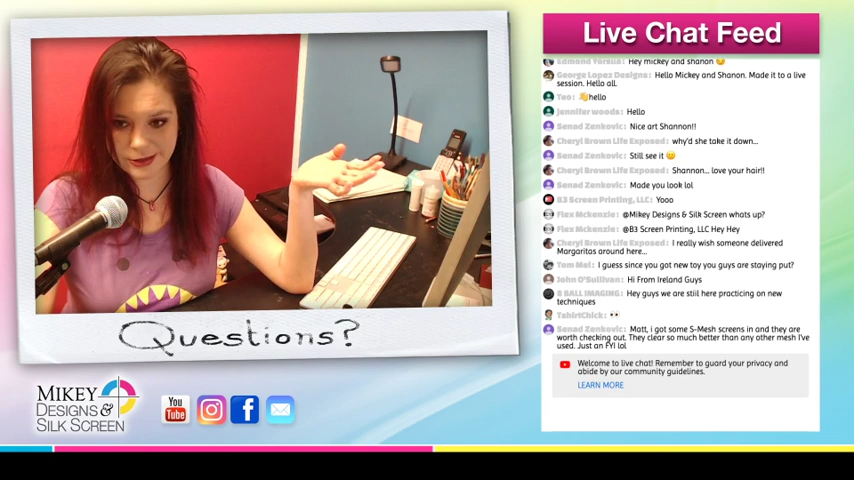 Live Chat Feed
Edmond Hey mickey and shanon
George Lopez Designs: Hello Mickey and Shanon. Made it to a live
session. Hello all.
Teo: hello
Jennifer woods: Hello
Senad Zenkovic: Nice art Shannon!!
Cheryl Brown Life Exposed: why'd she take it down...
Senad Zenkovic: Still see it
Cheryl Brown Life Exposed: Shannon... love your hair!!
Senad Zenkovic: Made you look lol
B3 Screen Printing, LLC: Yooo
Flex Mckenzie: @Mikey Designs & Silk Screen whats up?
Flex Mckenzie: @B3 Screen Printing, LLC Hey Hey
Cheryl Brown Life Exposed: I really wish someone delivered
Margaritas around here...
Tom Mel: I guess since you got new toy you guys are staying put?
John O'Sullivan: Hi From Ireland Guys
8 BALL IMAGING: Hey guys we are stiil here practicing on new
techniques
TshirtChick:
Senad Zenkovic: Matt, i got some S-Mesh screens in and they are
worth checking out. They clear so much better than any other mesh I've
used. Just an FYI lol
Welcome to live chat! Remember to guard your privacy and
abide by our community guidelines.
LEARN MORE
Questions?
MIKEY
DESIGNS &
SILK SCREEN
You
Tube